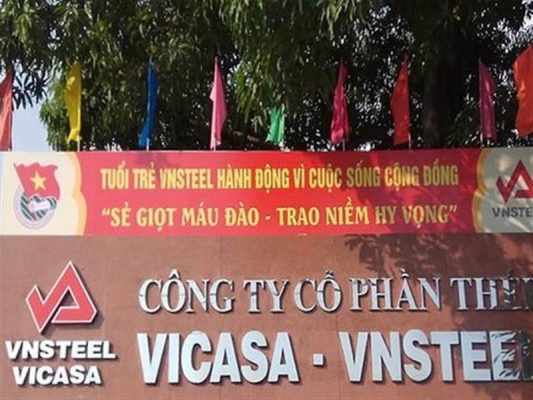 TUỔI TRẺ VNSTEEL HÀNH ĐỘNG VÌ CUỘC SỐNG CỘNG ĐỒNG
"SẺ GIỌT MÁU ĐÀO - TRAO NIỀM HY VỌNG"
VNSTEEL
CÔNG TY CỔ PHẦN THÉP
VICASA - VNSTEEL
VNSTEEL
VICASA